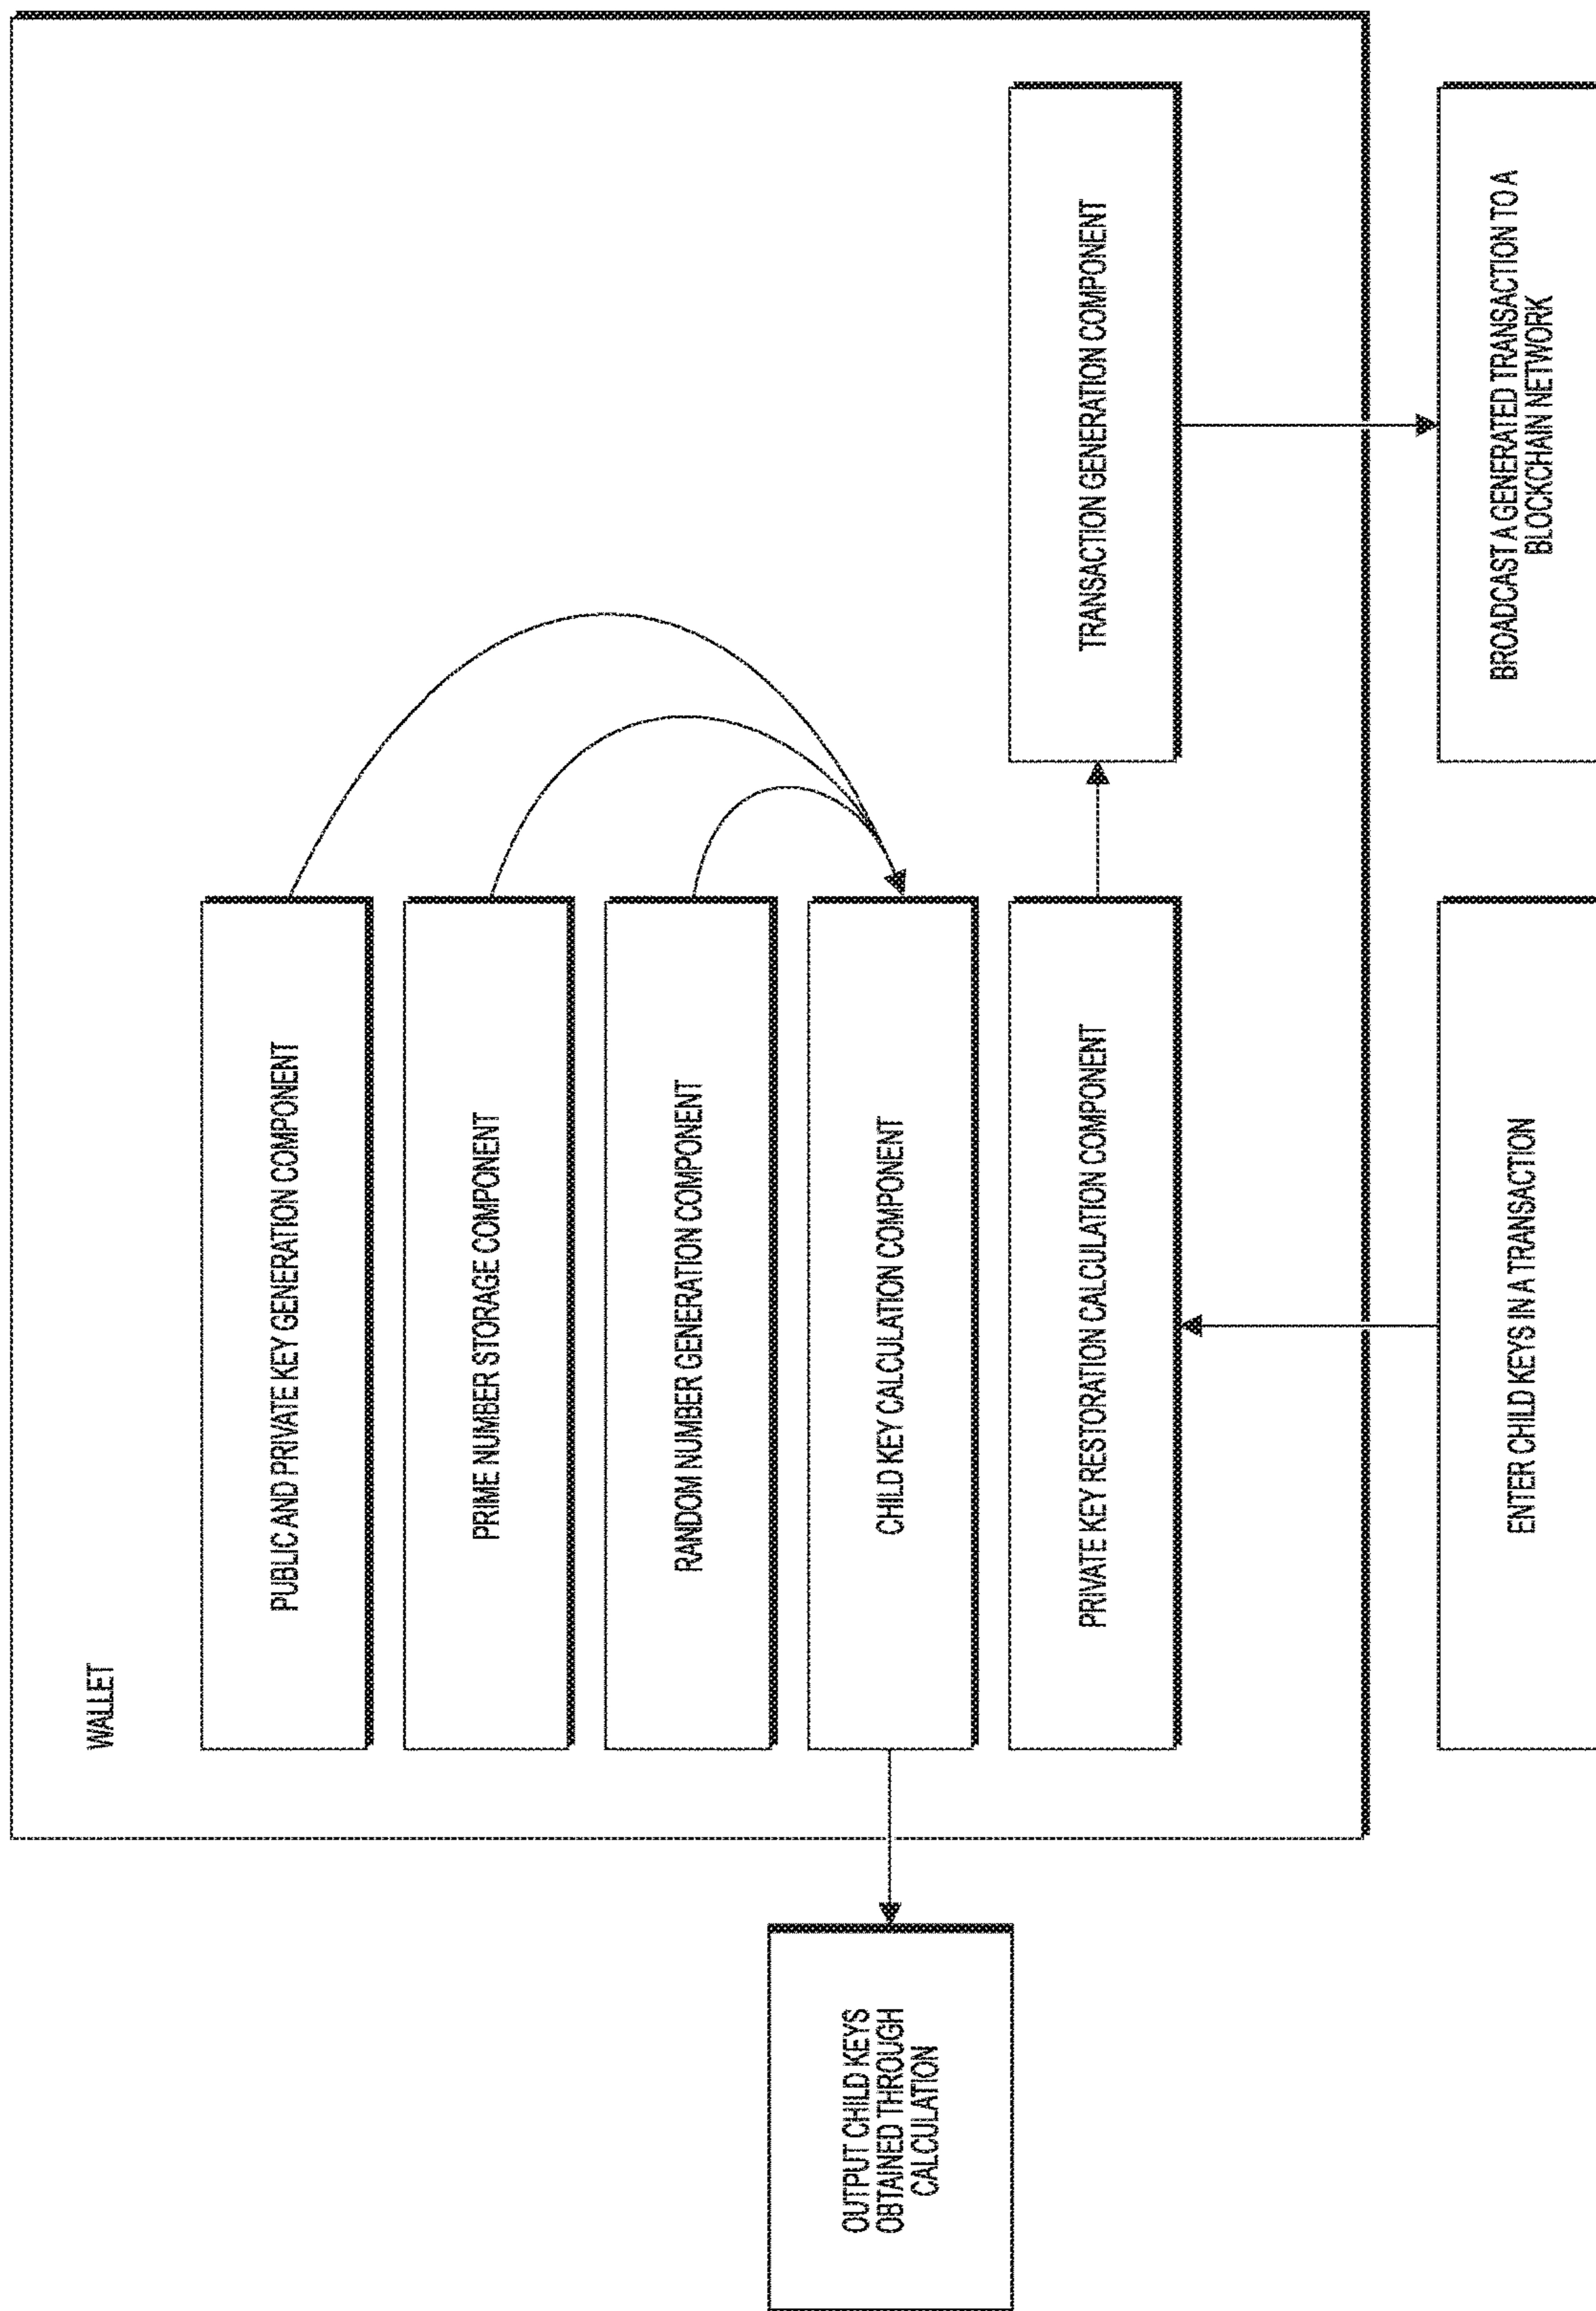 WALLET
PUBLIC AND PRIVATE KEY GENERATION COMPONENT
PRIME NUMBER STORAGE COMPONENT
RANDOM NUMBER GENERATION COMPONENT
CHILD KEY CALCULATION COMPONENT
PRIVATE KEY RESTORATION CALCULATION COMPONENT
TRANSACTION GENERATION COMPONENT
OUTPUT CHILD KEYS
OBTAINED THROUGH
CALCULATION
ENTER CHILD KEYS IN A TRANSACTION
BROADCAST A GENERATED TRANSACTION TO A
BLOCKCHAIN NETWORK